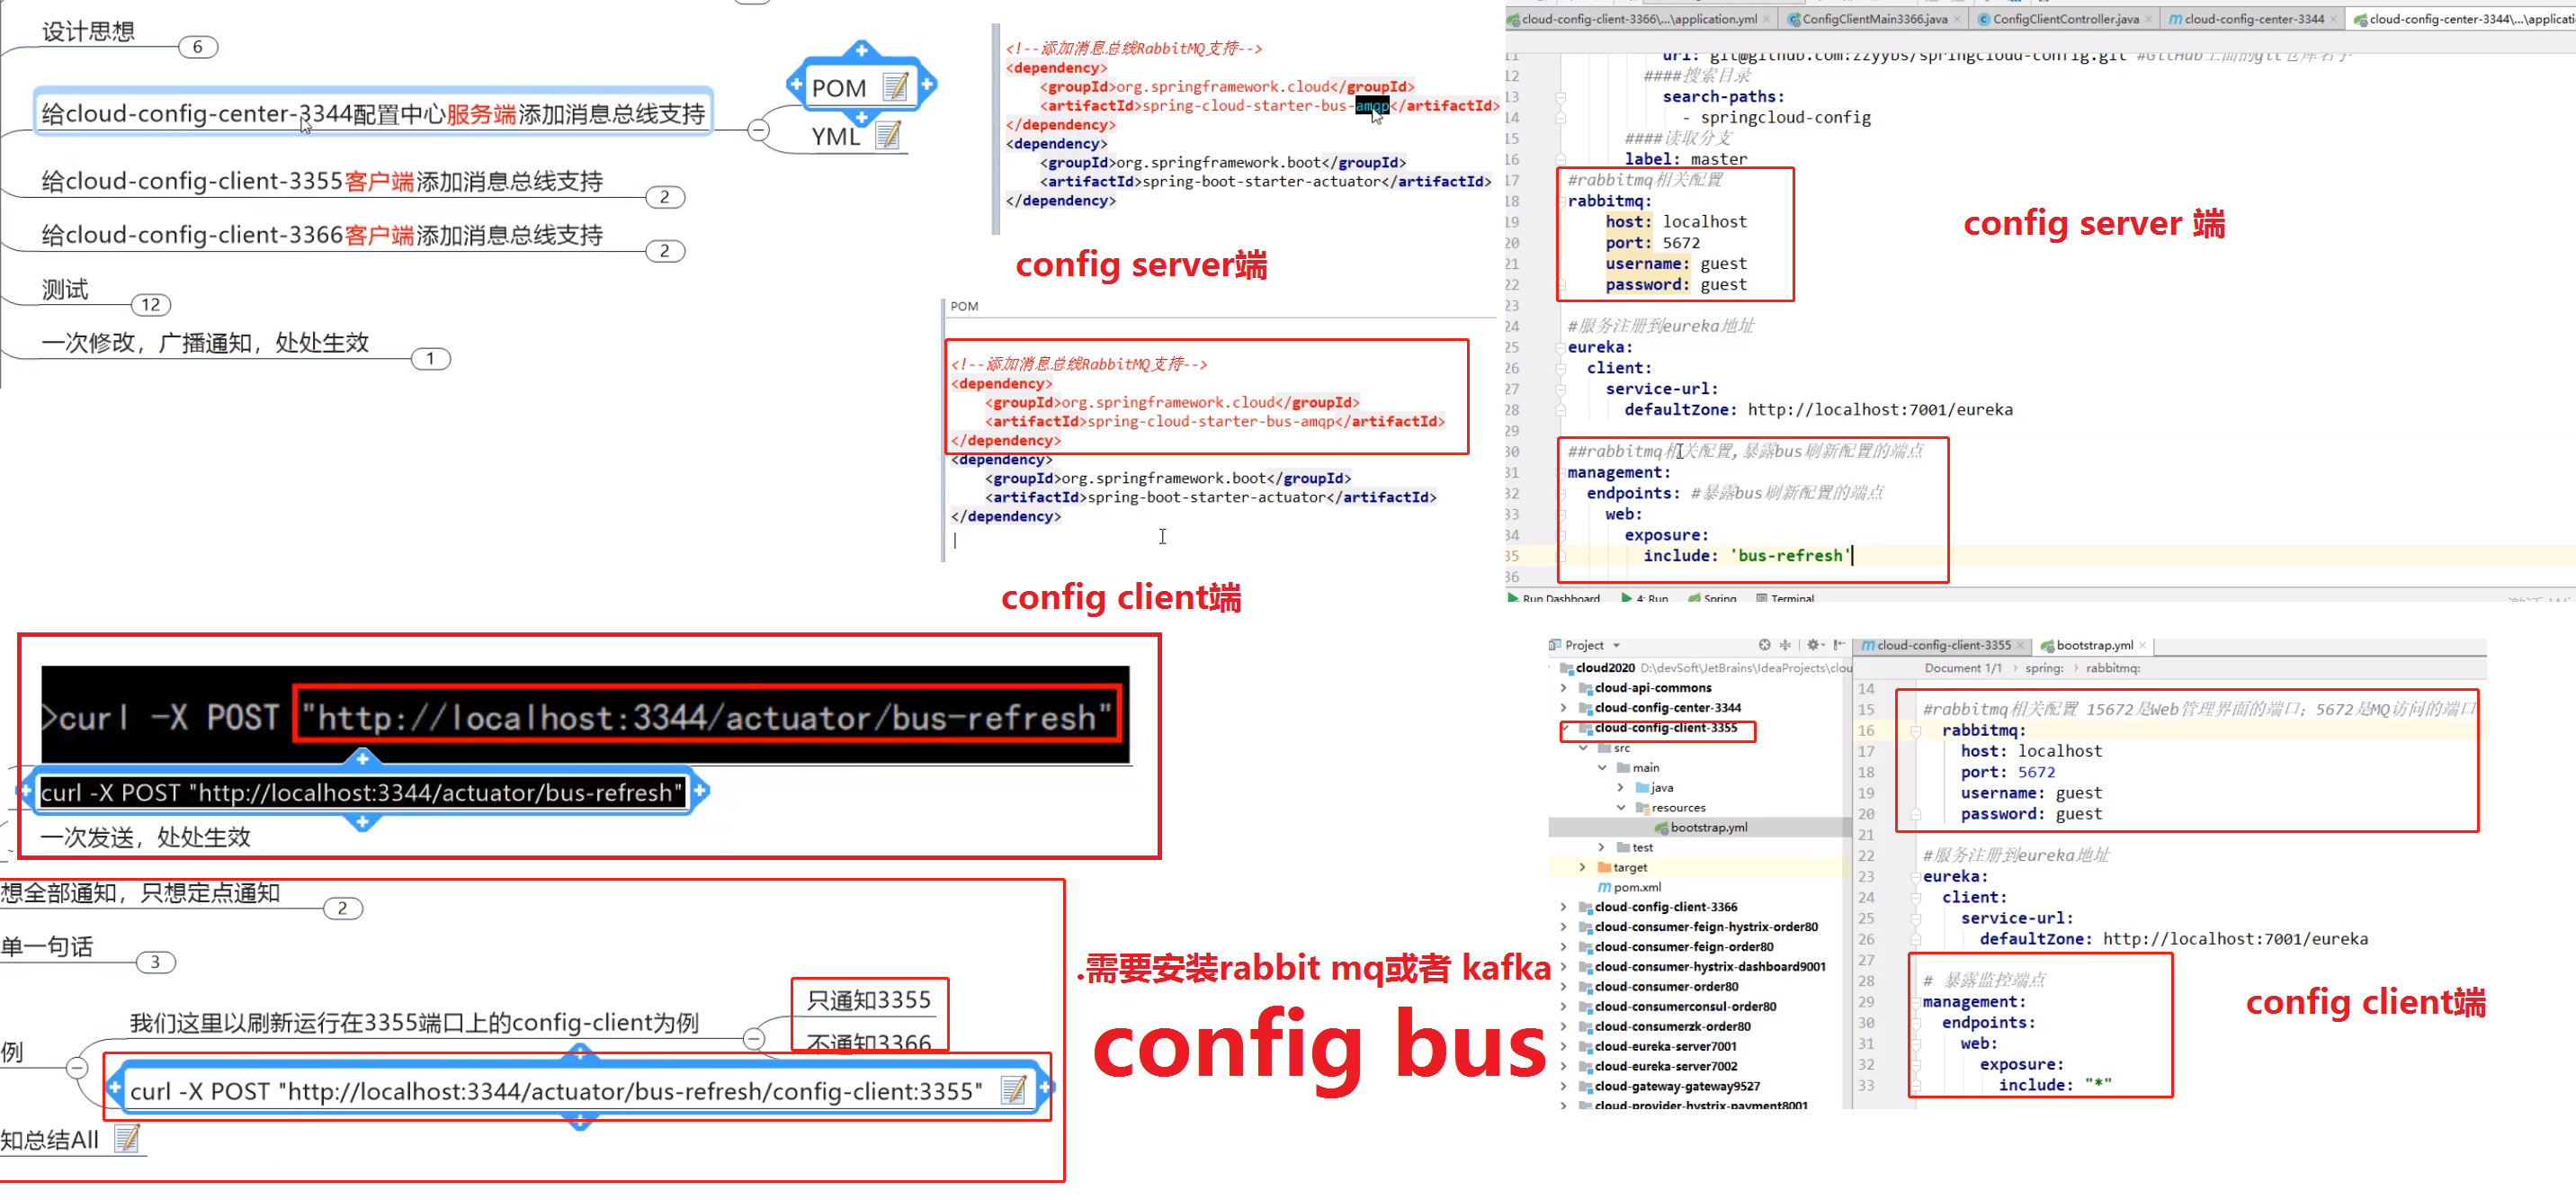 设计思想
6
给cloud-config-center-3344配置中心服务端添加消息总线支持
POM
YML
给cloud-config-client-3355客户端添加消息总线支持
2
给cloud-config-client-3366客户端添加消息总线支持
2
测试
12
一次修改，广播通知，处处生效
1
<!--添加消息总线RabbitMQ支持-->
<dependency>
<groupId>org.springframework.cloud</groupId>
<artifactId>spring-cloud-starter-bus-amqp</artifactId>
</dependency>
<dependency>
<groupId>org.springframework.boot</groupId>
<artifactId>spring-boot-starter-actuator</artifactId>
</dependency>
config server端
POM
<!--添加消息总线RabbitMQ支持-->
<dependency>
<groupId>org.springframework.cloud</groupId>
<artifactId>spring-cloud-starter-bus-amqp</artifactId>
</dependency>
<dependency>
<groupId>org.springframework.boot</groupId>
<artifactId>spring-boot-starter-actuator</artifactId>
</dependency>
config client端
cloud-config-client-3366\...\application.yml
ConfigClientMain3366.java
ConfigClientController.java
cloud-config-center-3344
cloud-config-center-3344\...\applicati
11 uri: git@github.com:zzyybs/springcloud-config.git #GitHub上面的git仓库名字
12 ####搜索目录
13 search-paths:
14 - springcloud-config
15 ####读取分支
16 label: master
17 #rabbitmq相关配置
18 rabbitmq:
19 host: localhost
20 port: 5672
21 username: guest
22 password: guest
23
24 #服务注册到eureka地址
25 eureka:
26 client:
27 service-url:
28 defaultZone: http://localhost:7001/eureka
29
30 ##rabbitmq相关配置,暴露bus刷新配置的端点
31 management:
32 endpoints: #暴露bus刷新配置的端点
33 web:
34 exposure:
35 include: 'bus-refresh'
36
Run Dashboard
4: Run
Spring
Terminal
config server 端
>curl -X POST "http://localhost:3344/actuator/bus-refresh"
curl -X POST "http://localhost:3344/actuator/bus-refresh"
一次发送，处处生效
想全部通知，只想定点通知
2
单一句话
3
例
我们这里以刷新运行在3355端口上的config-client为例
只通知3355
不通知3366
curl -X POST "http://localhost:3344/actuator/bus-refresh/config-client:3355"
知总结All
.需要安装rabbit mq或者 kafka
config bus
Project
cloud2020 D:\devSoft\JetBrains\IdeaProjects\clou
cloud-api-commons
cloud-config-center-3344
cloud-config-client-3355
src
main
java
resources
bootstrap.yml
test
target
pom.xml
cloud-config-client-3366
cloud-consumer-feign-hystrix-order80
cloud-consumer-feign-order80
cloud-consumer-hystrix-dashboard9001
cloud-consumer-order80
cloud-consumerconsul-order80
cloud-consumerzk-order80
cloud-eureka-server7001
cloud-eureka-server7002
cloud-gateway-gateway9527
cloud-provider-hystrix-payment8001
cloud-config-client-3355
bootstrap.yml
Document 1/1 › spring: › rabbitmq:
14
15 #rabbitmq相关配置 15672是Web管理界面的端口；5672是MQ访问的端口
16 rabbitmq:
17 host: localhost
18 port: 5672
19 username: guest
20 password: guest
21
22 #服务注册到eureka地址
23 eureka:
24 client:
25 service-url:
26 defaultZone: http://localhost:7001/eureka
27
28 # 暴露监控端点
29 management:
30 endpoints:
31 web:
32 exposure:
33 include: "*"
config client端